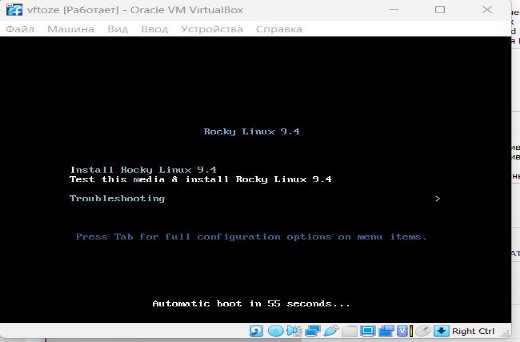 vftoze [Работает] - Oracle VM VirtualBox
Файл Машина Вид Ввод Устройства Справка
Rocky Linux 9.4
Install Rocky Linux 9.4
Test this media & install Rocky Linux 9.4
Troubleshooting >
Press Tab for full configuration options on menu items.
Automatic boot in 55 seconds...
Right Ctrl